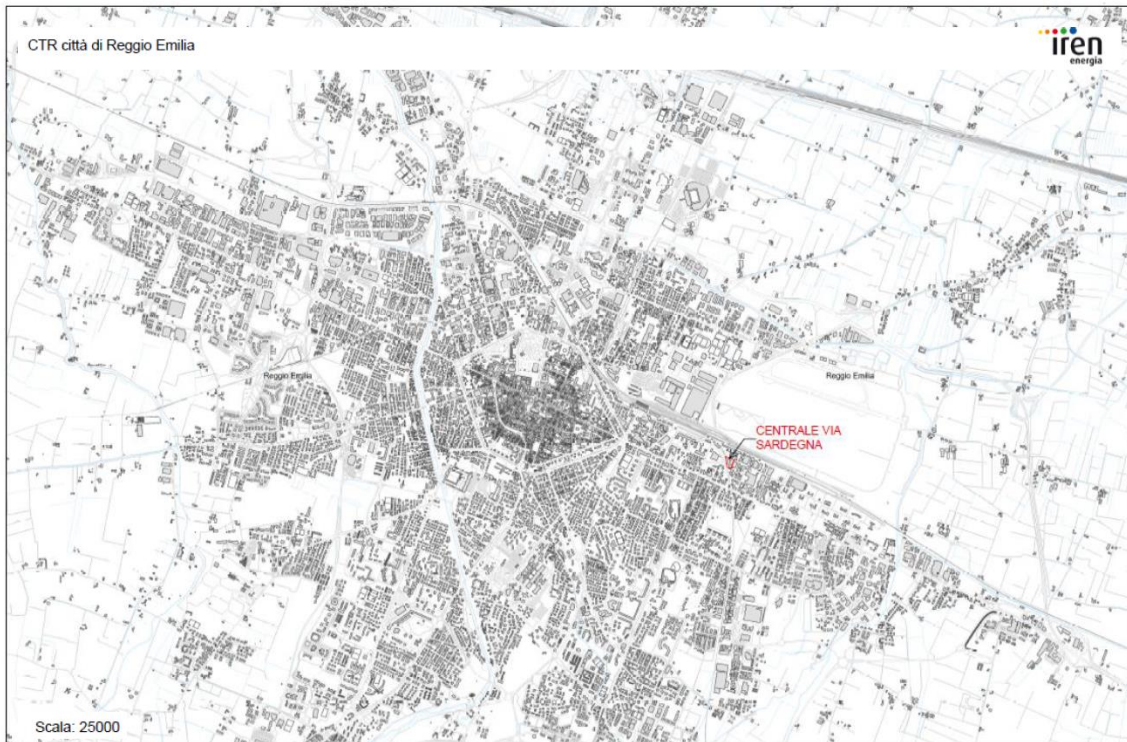 CTR città di Reggio Emilia
iren
energia
Reggio Emilia
Reggio Emilia
CENTRALE VIA
SARDEGNA
Scala: 25000